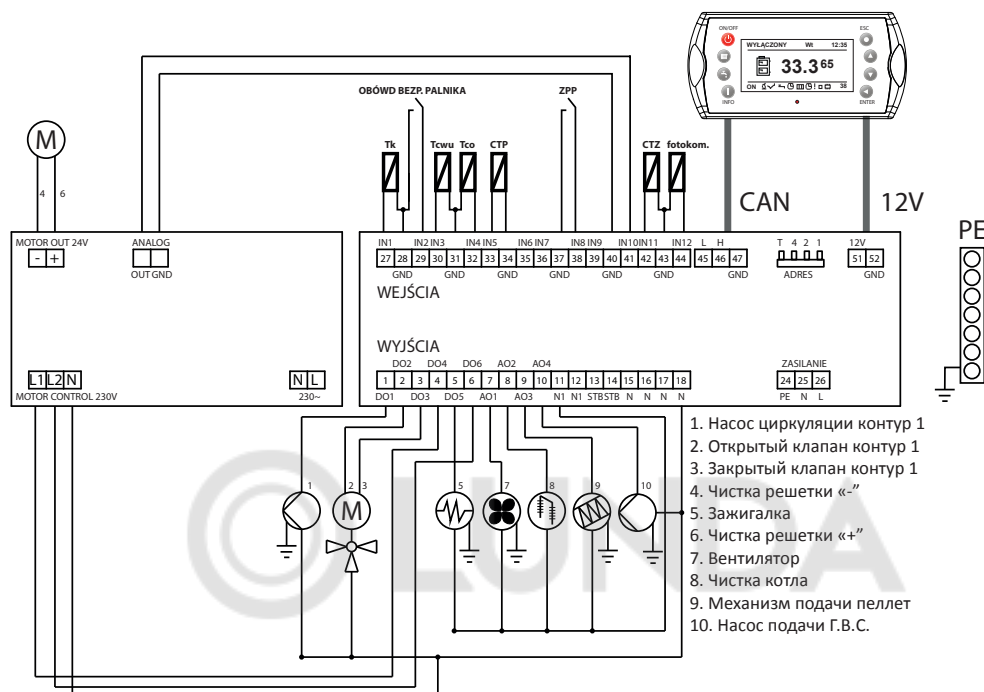 ON/OFF
ESC
WYŁĄCZONY Wt 12:35
33.3 65
ON
38
INFO
ENTER
OBÓWD BEZP. PALNIKA
ZPP
Tk
Tcwu
Tco
CTP
CTZ
fotokom.
M
4 6
CAN
12V
PE
MOTOR OUT 24V
ANALOG
- +
OUT GND
IN1 IN2 IN3 IN4 IN5 IN6 IN7 IN8 IN9 IN10 IN11 IN12 L H
T 4 2 1
12V
27 28 29 30 31 32 33 34 35 36 37 38 39 40 41 42 43 44 45 46 47
51 52
GND GND GND GND GND GND GND
ADRES
GND
WEJŚCIA
WYJŚCIA
DO2 DO4 DO6 AO2 AO4
ZASILANIE
L1 L2 N
N L
1 2 3 4 5 6 7 8 9 10 11 12 13 14 15 16 17 18
24 25 26
MOTOR CONTROL 230V
230~
DO1 DO3 DO5 AO1 AO3 N1 N1 STB STB N N N N
PE N L
1 2 3 5 7 8 9 10
M
1. Насос циркуляции контур 1
2. Открытый клапан контур 1
3. Закрытый клапан контур 1
4. Чистка решетки «-”
5. Зажигалка
6. Чистка решетки «+”
7. Вентилятор
8. Чистка котла
9. Механизм подачи пеллет
10. Насос подачи Г.В.С.
LUNDA